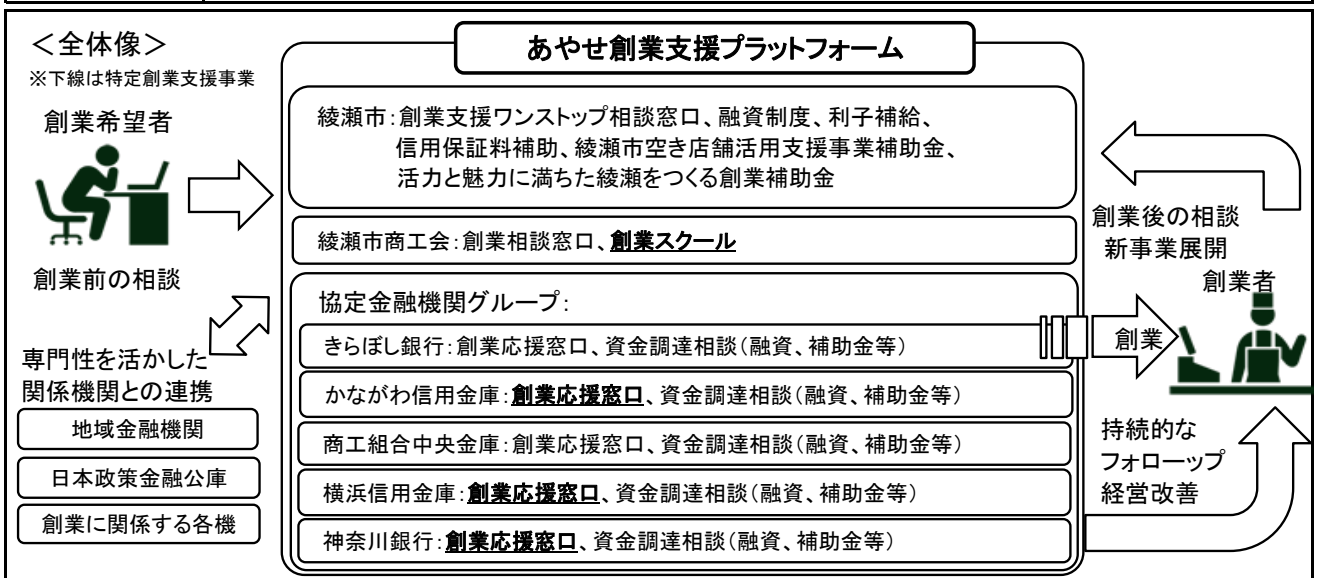 <全体像>
※下線は特定創業支援事業
創業希望者
創業前の相談
専門性を活かした
関係機関との連携
地域金融機関
日本政策金融公庫
創業に関係する各機
あやせ創業支援プラットフォーム
綾瀬市:創業支援ワンストップ相談窓口、融資制度、利子補給、
信用保証料補助、綾瀬市空き店舗活用支援事業補助金、
活力と魅力に満ちた綾瀬をつくる創業補助金
綾瀬市商工会:創業相談窓口、創業スクール
協定金融機関グループ:
きらぼし銀行:創業応援窓口、資金調達相談(融資、補助金等)
かながわ信用金庫:創業応援窓口、資金調達相談(融資、補助金等)
商工組合中央金庫:創業応援窓口、資金調達相談(融資、補助金等)
横浜信用金庫:創業応援窓口、資金調達相談(融資、補助金等)
神奈川銀行:創業応援窓口、資金調達相談(融資、補助金等)
創業後の相談
新事業展開
創業者
創業
持続的な
フォローップ
経営改善